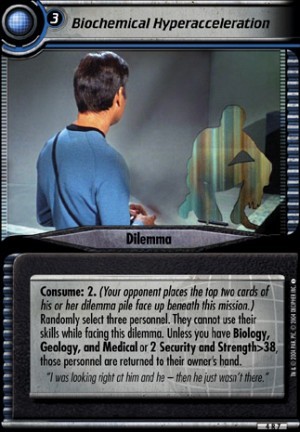 3
Biochemical Hyperacceleration
Dilemma
Consume: 2. (Your opponent places the top two cards
of his or her dilemma pile face up beneath this mission.)
Randomly select three personnel. They cannot use their
skills while facing this dilemma. Unless you have Biology,
Geology, and Medical or 2 Security and Strength>38,
those personnel are returned to their owner's hand.
"I was looking right at him and he – then he just wasn't there."
4 R 7